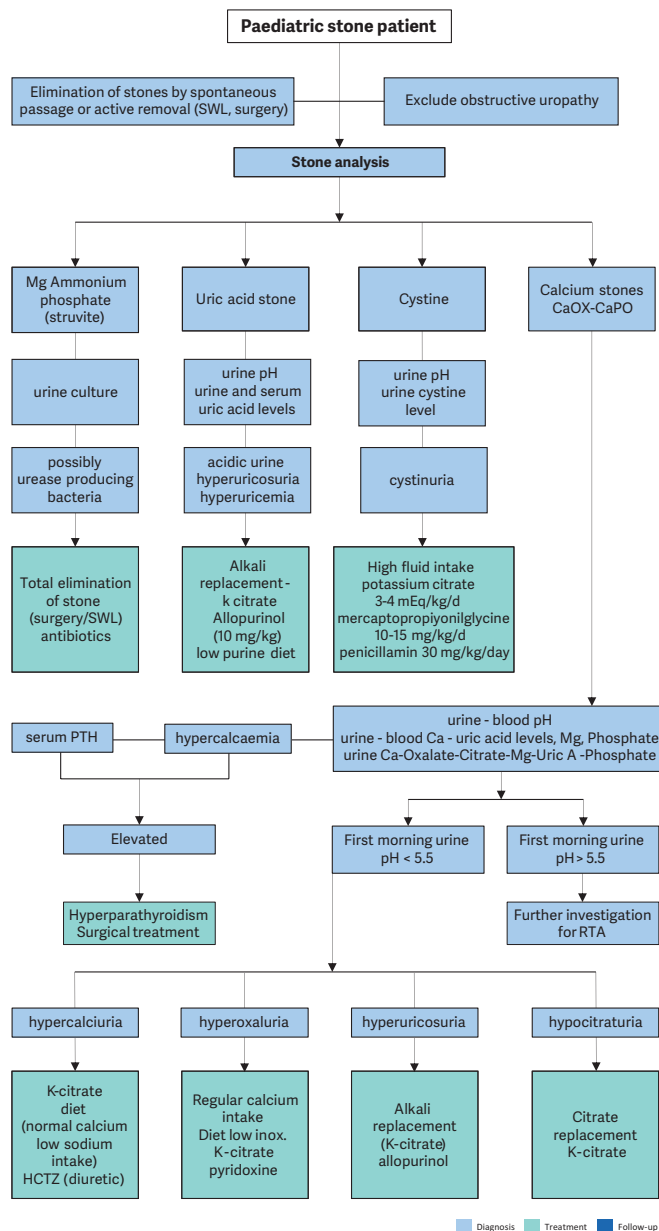 Paediatric stone patient
Elimination of stones by spontaneous
passage or active removal (SWL, surgery)
Exclude obstructive uropathy
Stone analysis
Mg Ammonium
phosphate
(struvite)
Uric acid stone
Cystine
Calcium stones
CaOX-CaPO
urine culture
urine pH
urine and serum
uric acid levels
urine pH
urine cystine
level
possibly
urease producing
bacteria
acidic urine
hyperuricosuria
hyperuricemia
cystinuria
Total elimination
of stone
(surgery/SWL)
antibiotics
Alkali
replacement-
k citrate
Allopurinol
(10 mg/kg)
low purine diet
High fluid intake
potassium citrate
3-4 mEq/kg/d
mercaptopropiyonilglycine
10-15 mg/kg/d
penicillamin 30 mg/kg/day
serum PTH
hypercalcaemia
urine - blood pH
urine - blood Ca - uric acid levels, Mg, Phosphate
urine Ca-Oxalate-Citrate-Mg-Uric A -Phosphate
Elevated
First morning urine
pH < 5.5
First morning urine
pH > 5.5
Hyperparathyroidism
Surgical treatment
Further investigation
for RTA
hypercalciuria
hyperoxaluria
hyperuricosuria
hypocitraturia
K-citrate
diet
(normal calcium
low sodium
intake)
HCTZ (diuretic)
Regular calcium
intake
Diet low inox.
K-citrate
pyridoxine
Alkali
replacement
(K-citrate)
allopurinol
Citrate
replacement
K-citrate
Diagnosis
Treatment
Follow-up